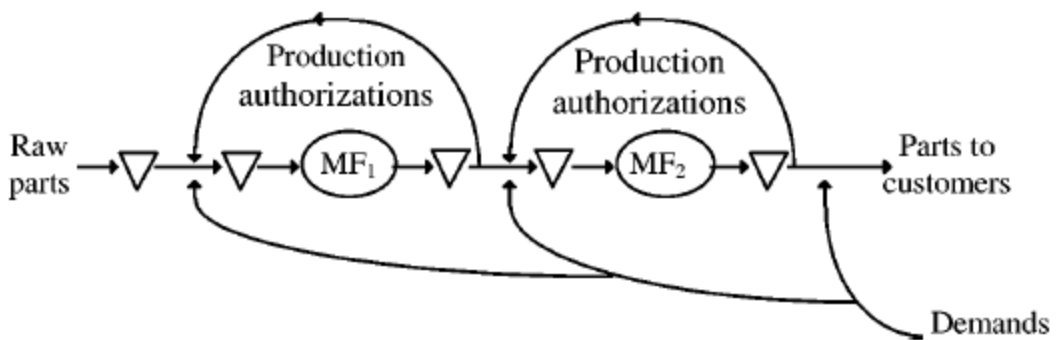 Production
authorizations
Production
authorizations
Raw
parts
MF₁
MF₂
Parts to
customers
Demands